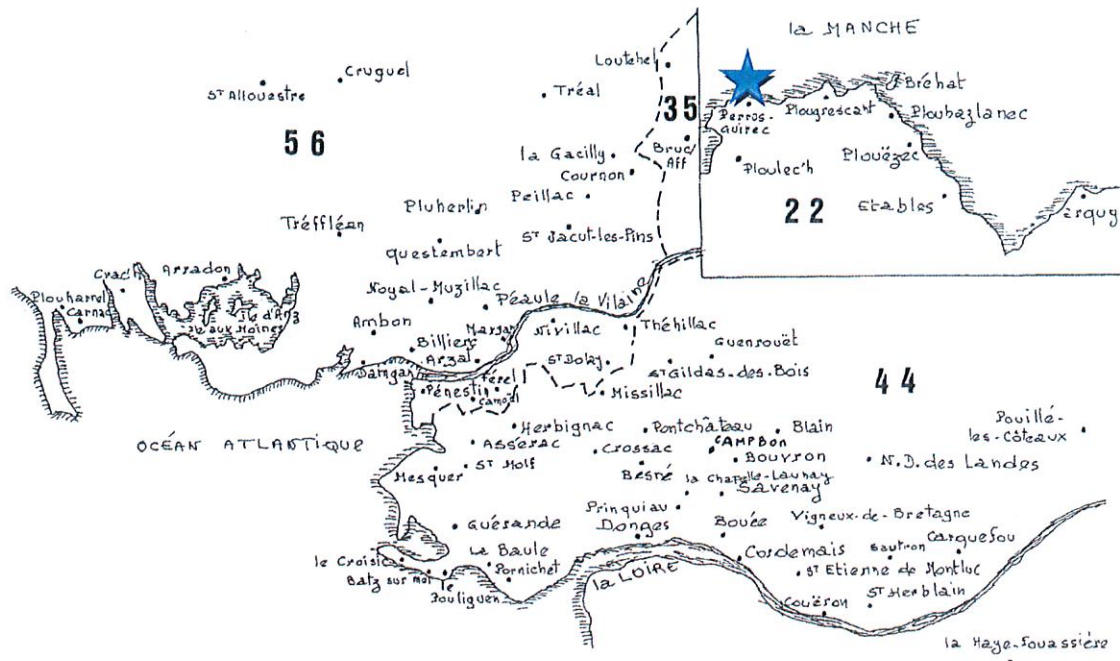 la MANCHE
Bréhat
Perros-
Guirec
Plougrescant
Ploubazlanec
Ploulec'h
Plouëzec
22
Etables
Loutehel
Cruguel
St Allouestre
Tréal
35
56
Bruc/
Aff
la Gacilly
Cournon
Peillac
Pluherlin
Tréffléan
Questembert
St Jacut-les-Pins
Crac'h
Arradon
Plouharnel
Carnac
Ile d'Arz
Ile aux Moines
Noyal-Muzillac
Péaule
la Vilaine
Ambon
Billiers
Marzan
Nivillac
Théhillac
Guenrouët
Damgan
Arzal
St Dolay
St Gildas-des-Bois
44
Pénestin
Férel
Camoël
Missillac
OCÉAN ATLANTIQUE
Herbignac
Pontchâteau
Blain
Pouillé-
les-Côteaux
Assérac
Crossac
CAMPBON
Bouvron
N.D. des Landes
Mesquer
St Molf
Besné
la Chapelle-Launay
Savenay
Prinquiau
Guérande
Donges
Bouée
Vigneux-de-Bretagne
Carquefou
le Croisic
La Baule
Cordemais
Sautron
Batz sur mer
le
Pouliguen
Pornichet
la LOIRE
St Etienne de Montluc
Couëron
St Herblain
la Haye-Fouassière